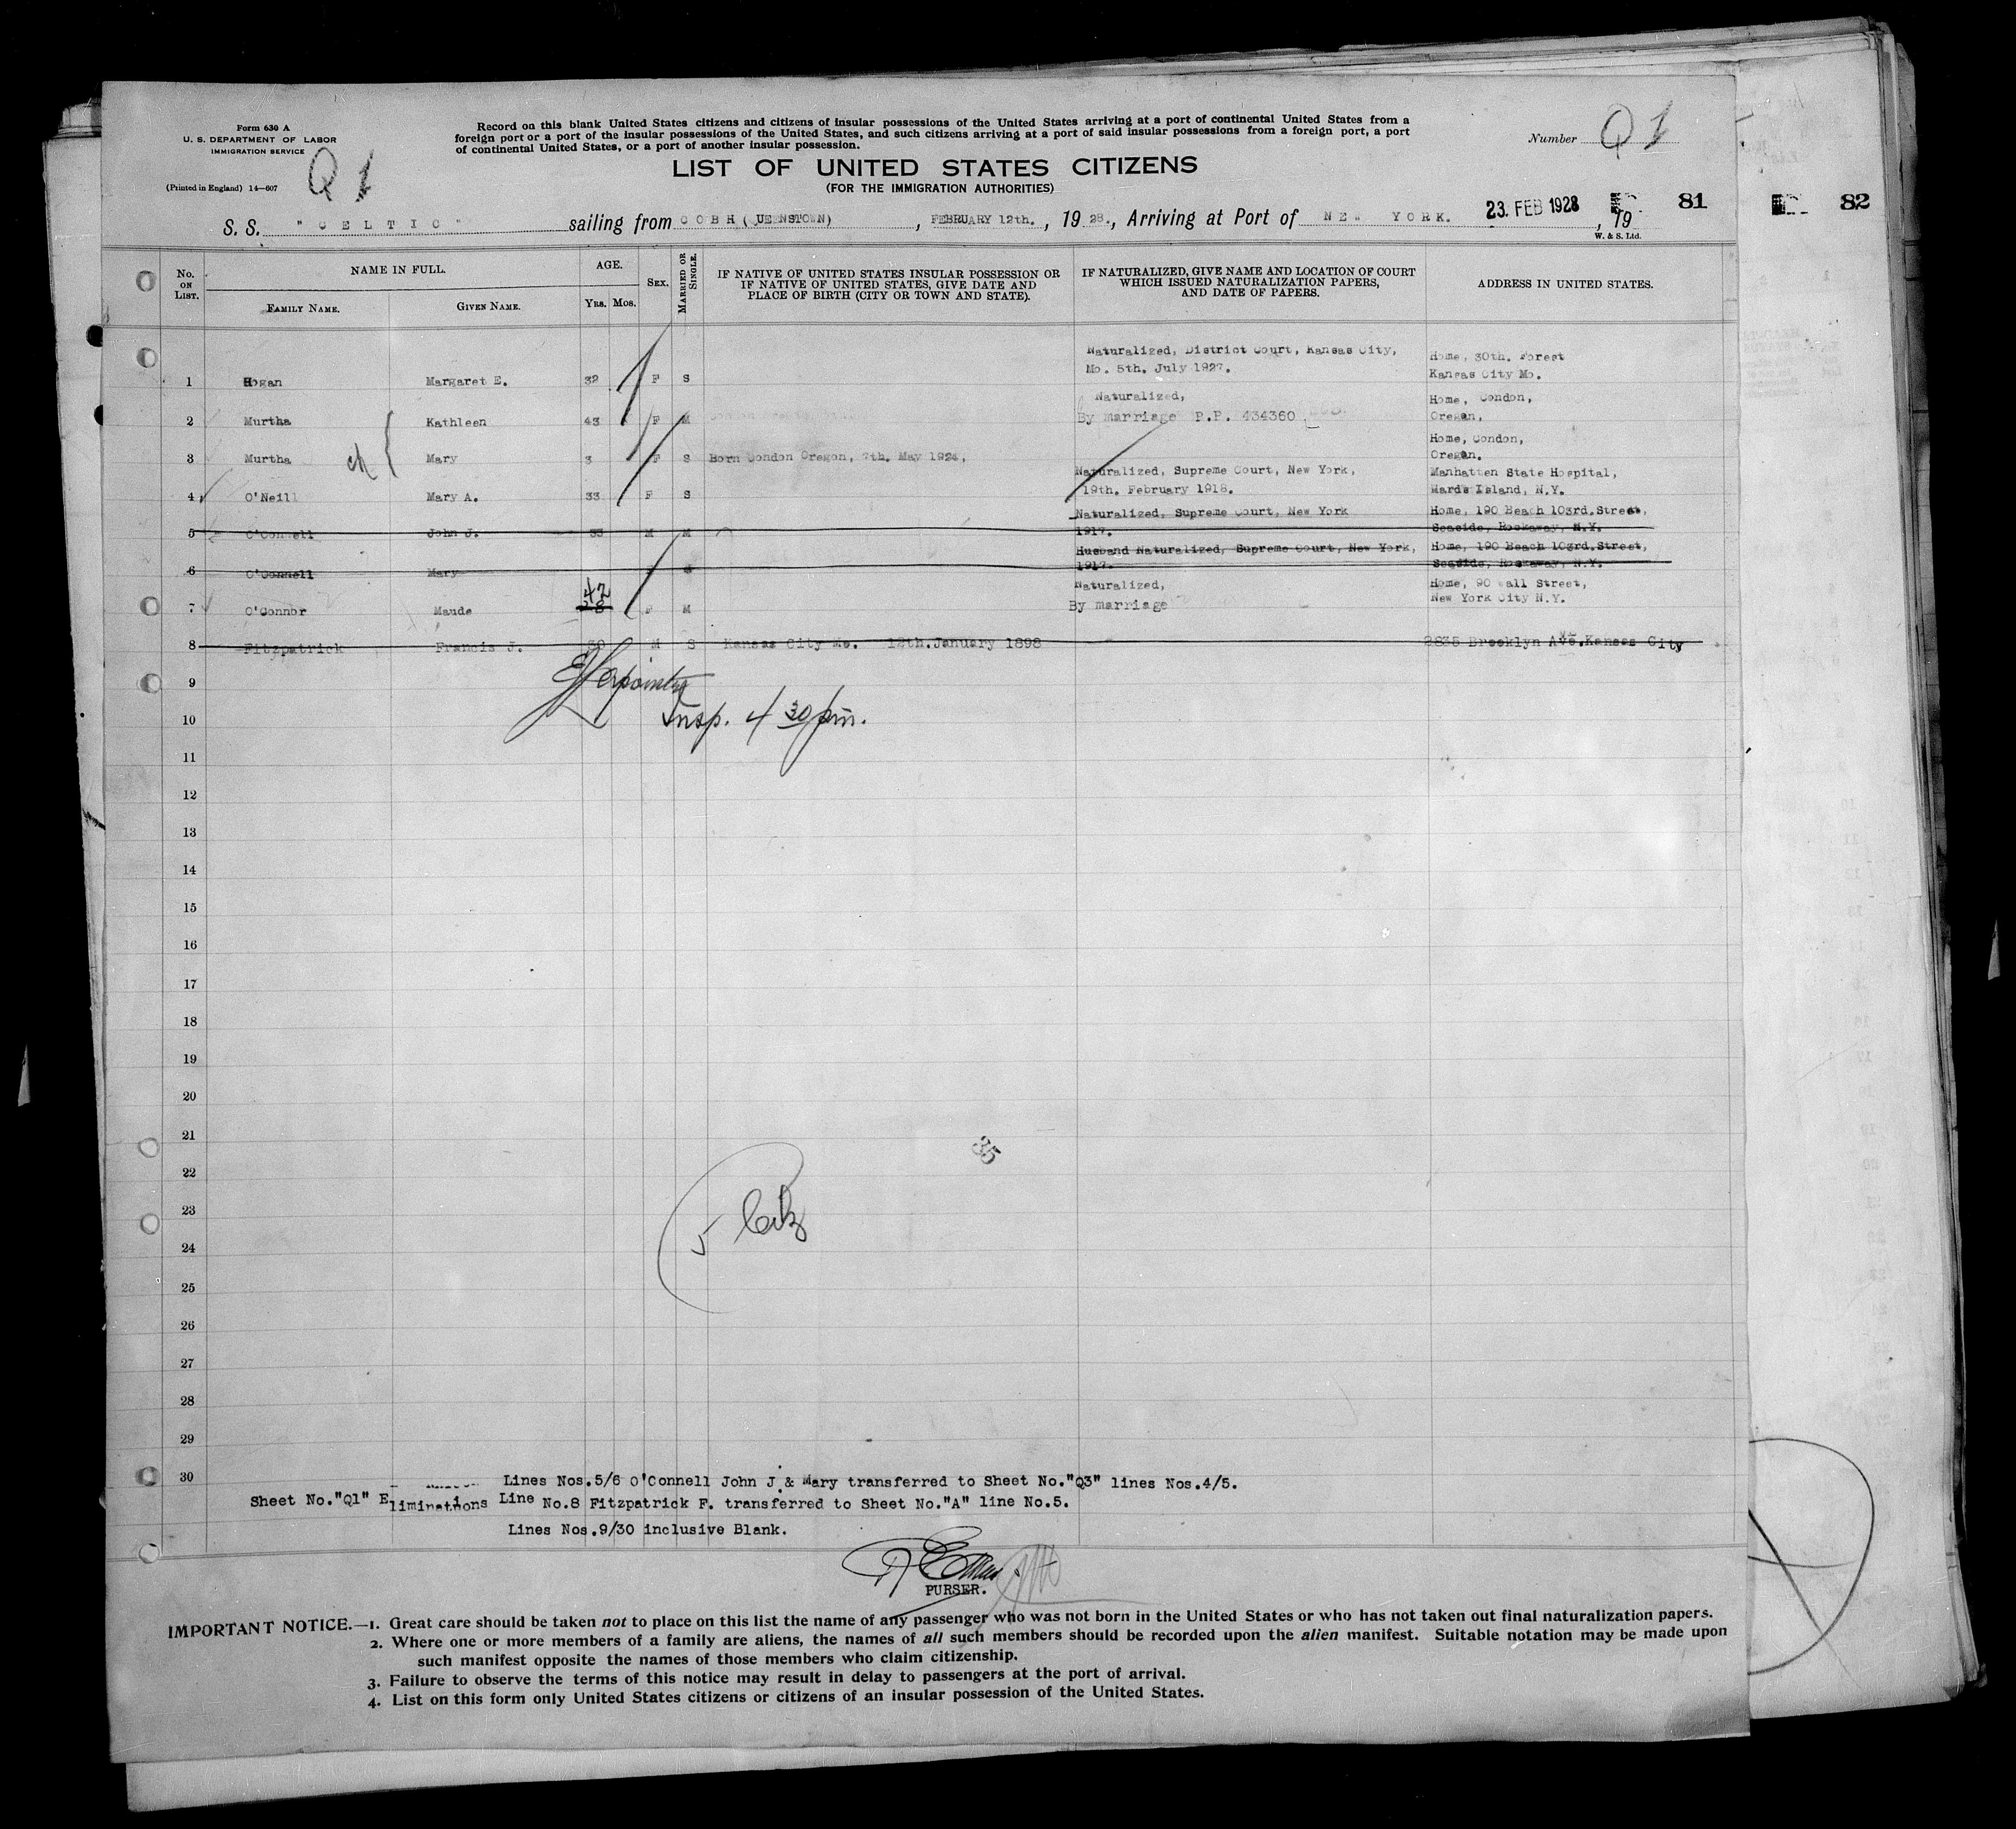 Form 630 A
U. S. DEPARTMENT OF LABOR
IMMIGRATION SERVICE
(Printed in England) 14—607
Q1
Record on this blank United States citizens and citizens of insular possessions of the United States arriving at a port of continental United States from a
foreign port or a port of the insular possessions of the United States, and such citizens arriving at a port of said insular possessions from a foreign port, a port
of continental United States, or a port of another insular possession.
LIST OF UNITED STATES CITIZENS
(FOR THE IMMIGRATION AUTHORITIES)
Number Q1
S. S. "CELTIC" sailing from COBH (QUEENSTOWN), FEBRUARY 12th., 1928., Arriving at Port of NEW YORK. 23. FEB 1928, 19
81
82
W. & S. Ltd.
No. ON LIST.
NAME IN FULL.
FAMILY NAME.
GIVEN NAME.
AGE.
YRS. MOS.
SEX.
MARRIED OR SINGLE.
IF NATIVE OF UNITED STATES INSULAR POSSESSION OR
IF NATIVE OF UNITED STATES, GIVE DATE AND
PLACE OF BIRTH (CITY OR TOWN AND STATE).
IF NATURALIZED, GIVE NAME AND LOCATION OF COURT
WHICH ISSUED NATURALIZATION PAPERS,
AND DATE OF PAPERS.
ADDRESS IN UNITED STATES.
1 Hogan Margaret E. 32 F S Naturalized, District Court, Kansas City, Mo. 5th. July 1927. Home, 30th. Forest Kansas City Mo.
2 Murtha Kathleen 43 F M Naturalized, By marriage P.P. 434360 Home, Condon, Oregan,
3 Murtha ch Mary 3 F S Born Condon Oregon, 7th. May 1924, Home, Condon, Oregan.
4 O'Neill Mary A. 33 F S Naturalized, Supreme Court, New York, 19th. February 1918. Manhatten State Hospital, Wards Island, N.Y.
5 O'Connell John J. 35 M M Naturalized, Supreme Court, New York 1917. Home, 190 Beach 103rd.Street, Seaside, Rockaway, N.Y.
6 O'Connell Mary Husband Naturalized, Supreme Court, New York, 1917. Home, 190 Beach 103rd.Street, Seaside, Rockaway, N.Y.
7 O'Connor Maude 28 42 F M Naturalized, By marriage Home, 90 Wall Street, New York City N.Y.
8 Fitzpatrick Francis J. 30 M S Kansas City Mo. 12th.January 1898 2835 Brooklyn Ave.Kansas City
9
10
Insp. 4 30 pm.
11
12
13
14
15
16
17
18
19
20
21
35
22
23
5
24
25
26
27
28
29
30
Lines Nos.5/6 O'Connell John J. & Mary transferred to Sheet No."Q3" lines Nos.4/5.
Sheet No."Q1" Eliminations Line No.8 Fitzpatrick F. transferred to Sheet No."A" line No.5.
Lines Nos.9/30 inclusive Blank.
PURSER.
IMPORTANT NOTICE.—1. Great care should be taken not to place on this list the name of any passenger who was not born in the United States or who has not taken out final naturalization papers.
2. Where one or more members of a family are aliens, the names of all such members should be recorded upon the alien manifest. Suitable notation may be made upon
such manifest opposite the names of those members who claim citizenship.
3. Failure to observe the terms of this notice may result in delay to passengers at the port of arrival.
4. List on this form only United States citizens or citizens of an insular possession of the United States.